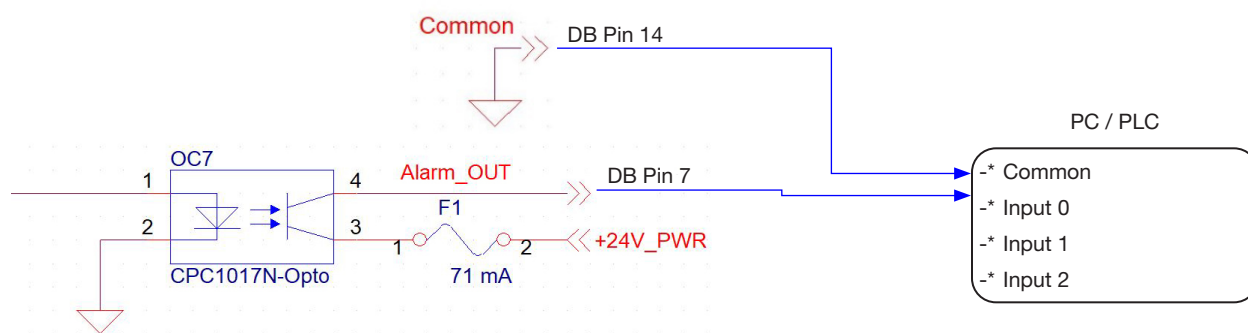 Common
DB Pin 14
PC / PLC
OC7
1
4
Alarm_OUT
DB Pin 7
-* Common
F1
-* Input 0
2
3
1
2
+24V_PWR
-* Input 1
CPC1017N-Opto
71 mA
-* Input 2